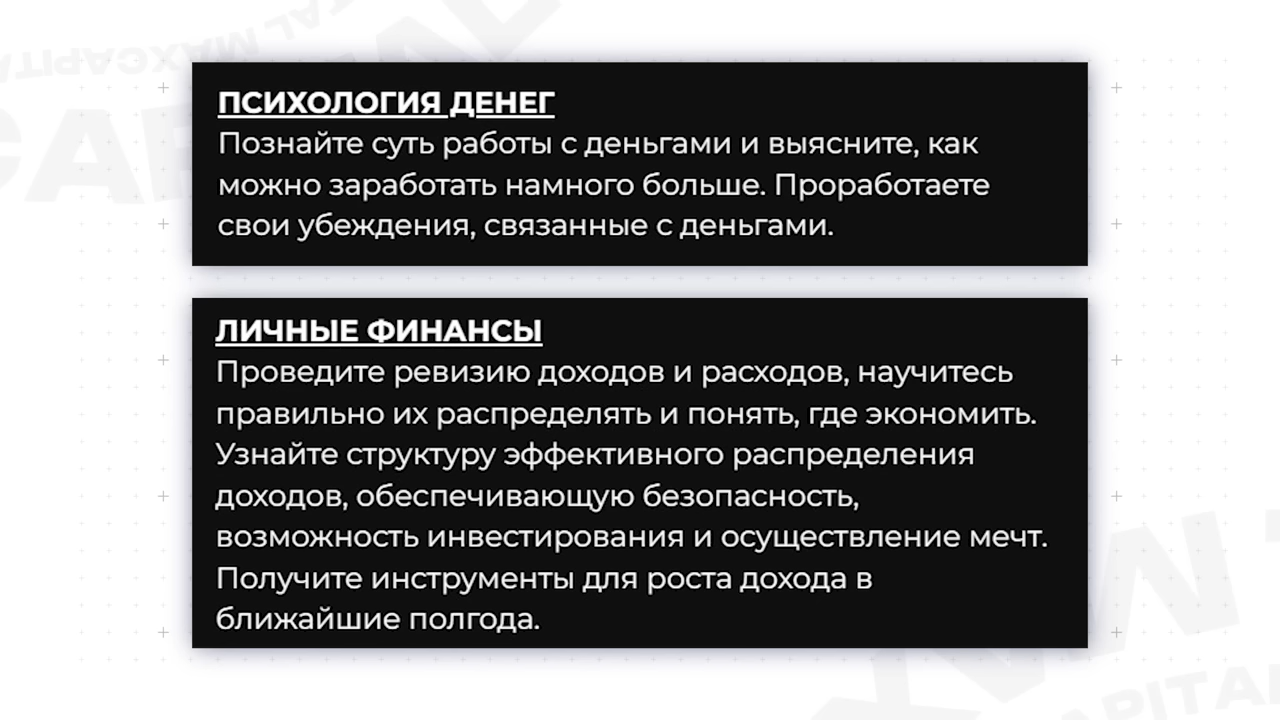 ПСИХОЛОГИЯ ДЕНЕГ
Познайте суть работы с деньгами и выясните, как
можно заработать намного больше. Проработаете
свои убеждения, связанные с деньгами.
ЛИЧНЫЕ ФИНАНСЫ
Проведите ревизию доходов и расходов, научитесь
правильно их распределять и понять, где экономить.
Узнайте структуру эффективного распределения
доходов, обеспечивающую безопасность,
возможность инвестирования и осуществление мечт.
Получите инструменты для роста дохода в
ближайшие полгода.